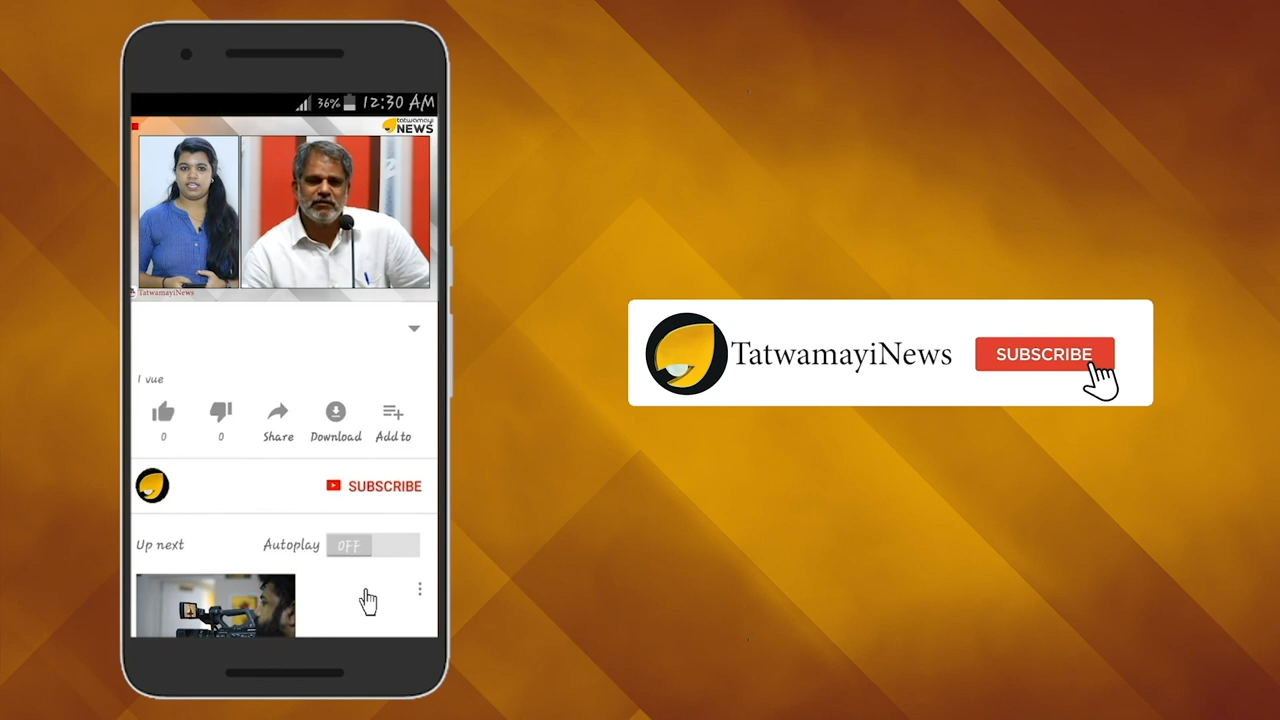 36% 12:30 AM
tatwamayi
NEWS
TatwamayiNews
1 vue
0
0
Share
Download
Add to
SUBSCRIBE
Up next
Autoplay
OFF
TatwamayiNews
SUBSCRIBE